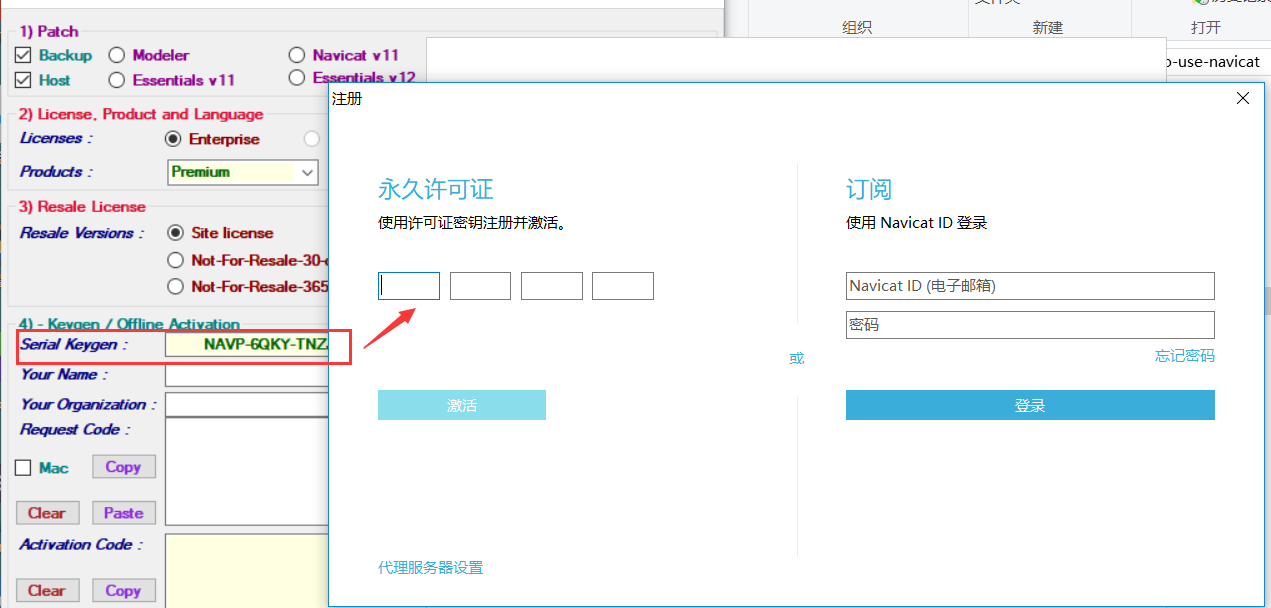 组织
新建
打开
o-use-navicat
1) Patch
Backup
Modeler
Navicat v11
Host
Essentials v11
Essentials v12
2) License, Product and Language
Licenses :
Enterprise
Products :
Premium
3) Resale License
Resale Versions :
Site license
Not-For-Resale-30-
Not-For-Resale-365
4) - Keygen / Offline Activation
Serial Keygen :
NAVP-6QKY-TNZ
Your Name :
Your Organization :
Request Code :
Mac
Copy
Clear
Paste
Activation Code :
Clear
Copy
注册
永久许可证
使用许可证密钥注册并激活。
激活
代理服务器设置
或
订阅
使用 Navicat ID 登录
Navicat ID (电子邮箱)
密码
忘记密码
登录